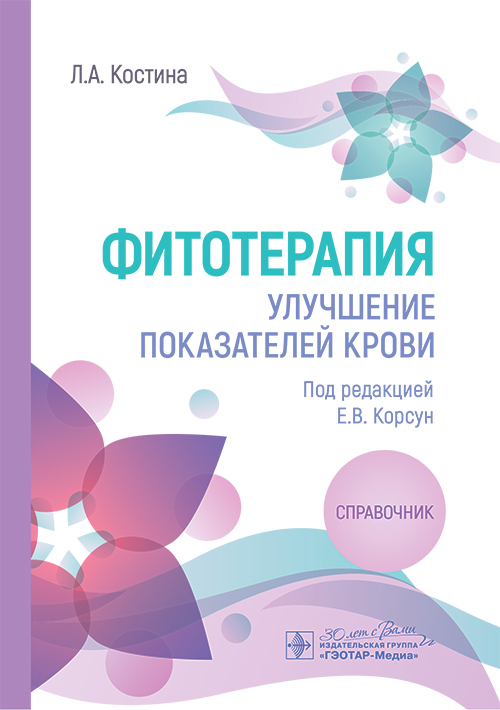 Л.А. Костина
ФИТОТЕРАПИЯ
УЛУЧШЕНИЕ
ПОКАЗАТЕЛЕЙ КРОВИ
Под редакцией
Е.В. Корсун
СПРАВОЧНИК
30 лет с Вами
ИЗДАТЕЛЬСКАЯ ГРУППА
«ГЭОТАР-Медиа»